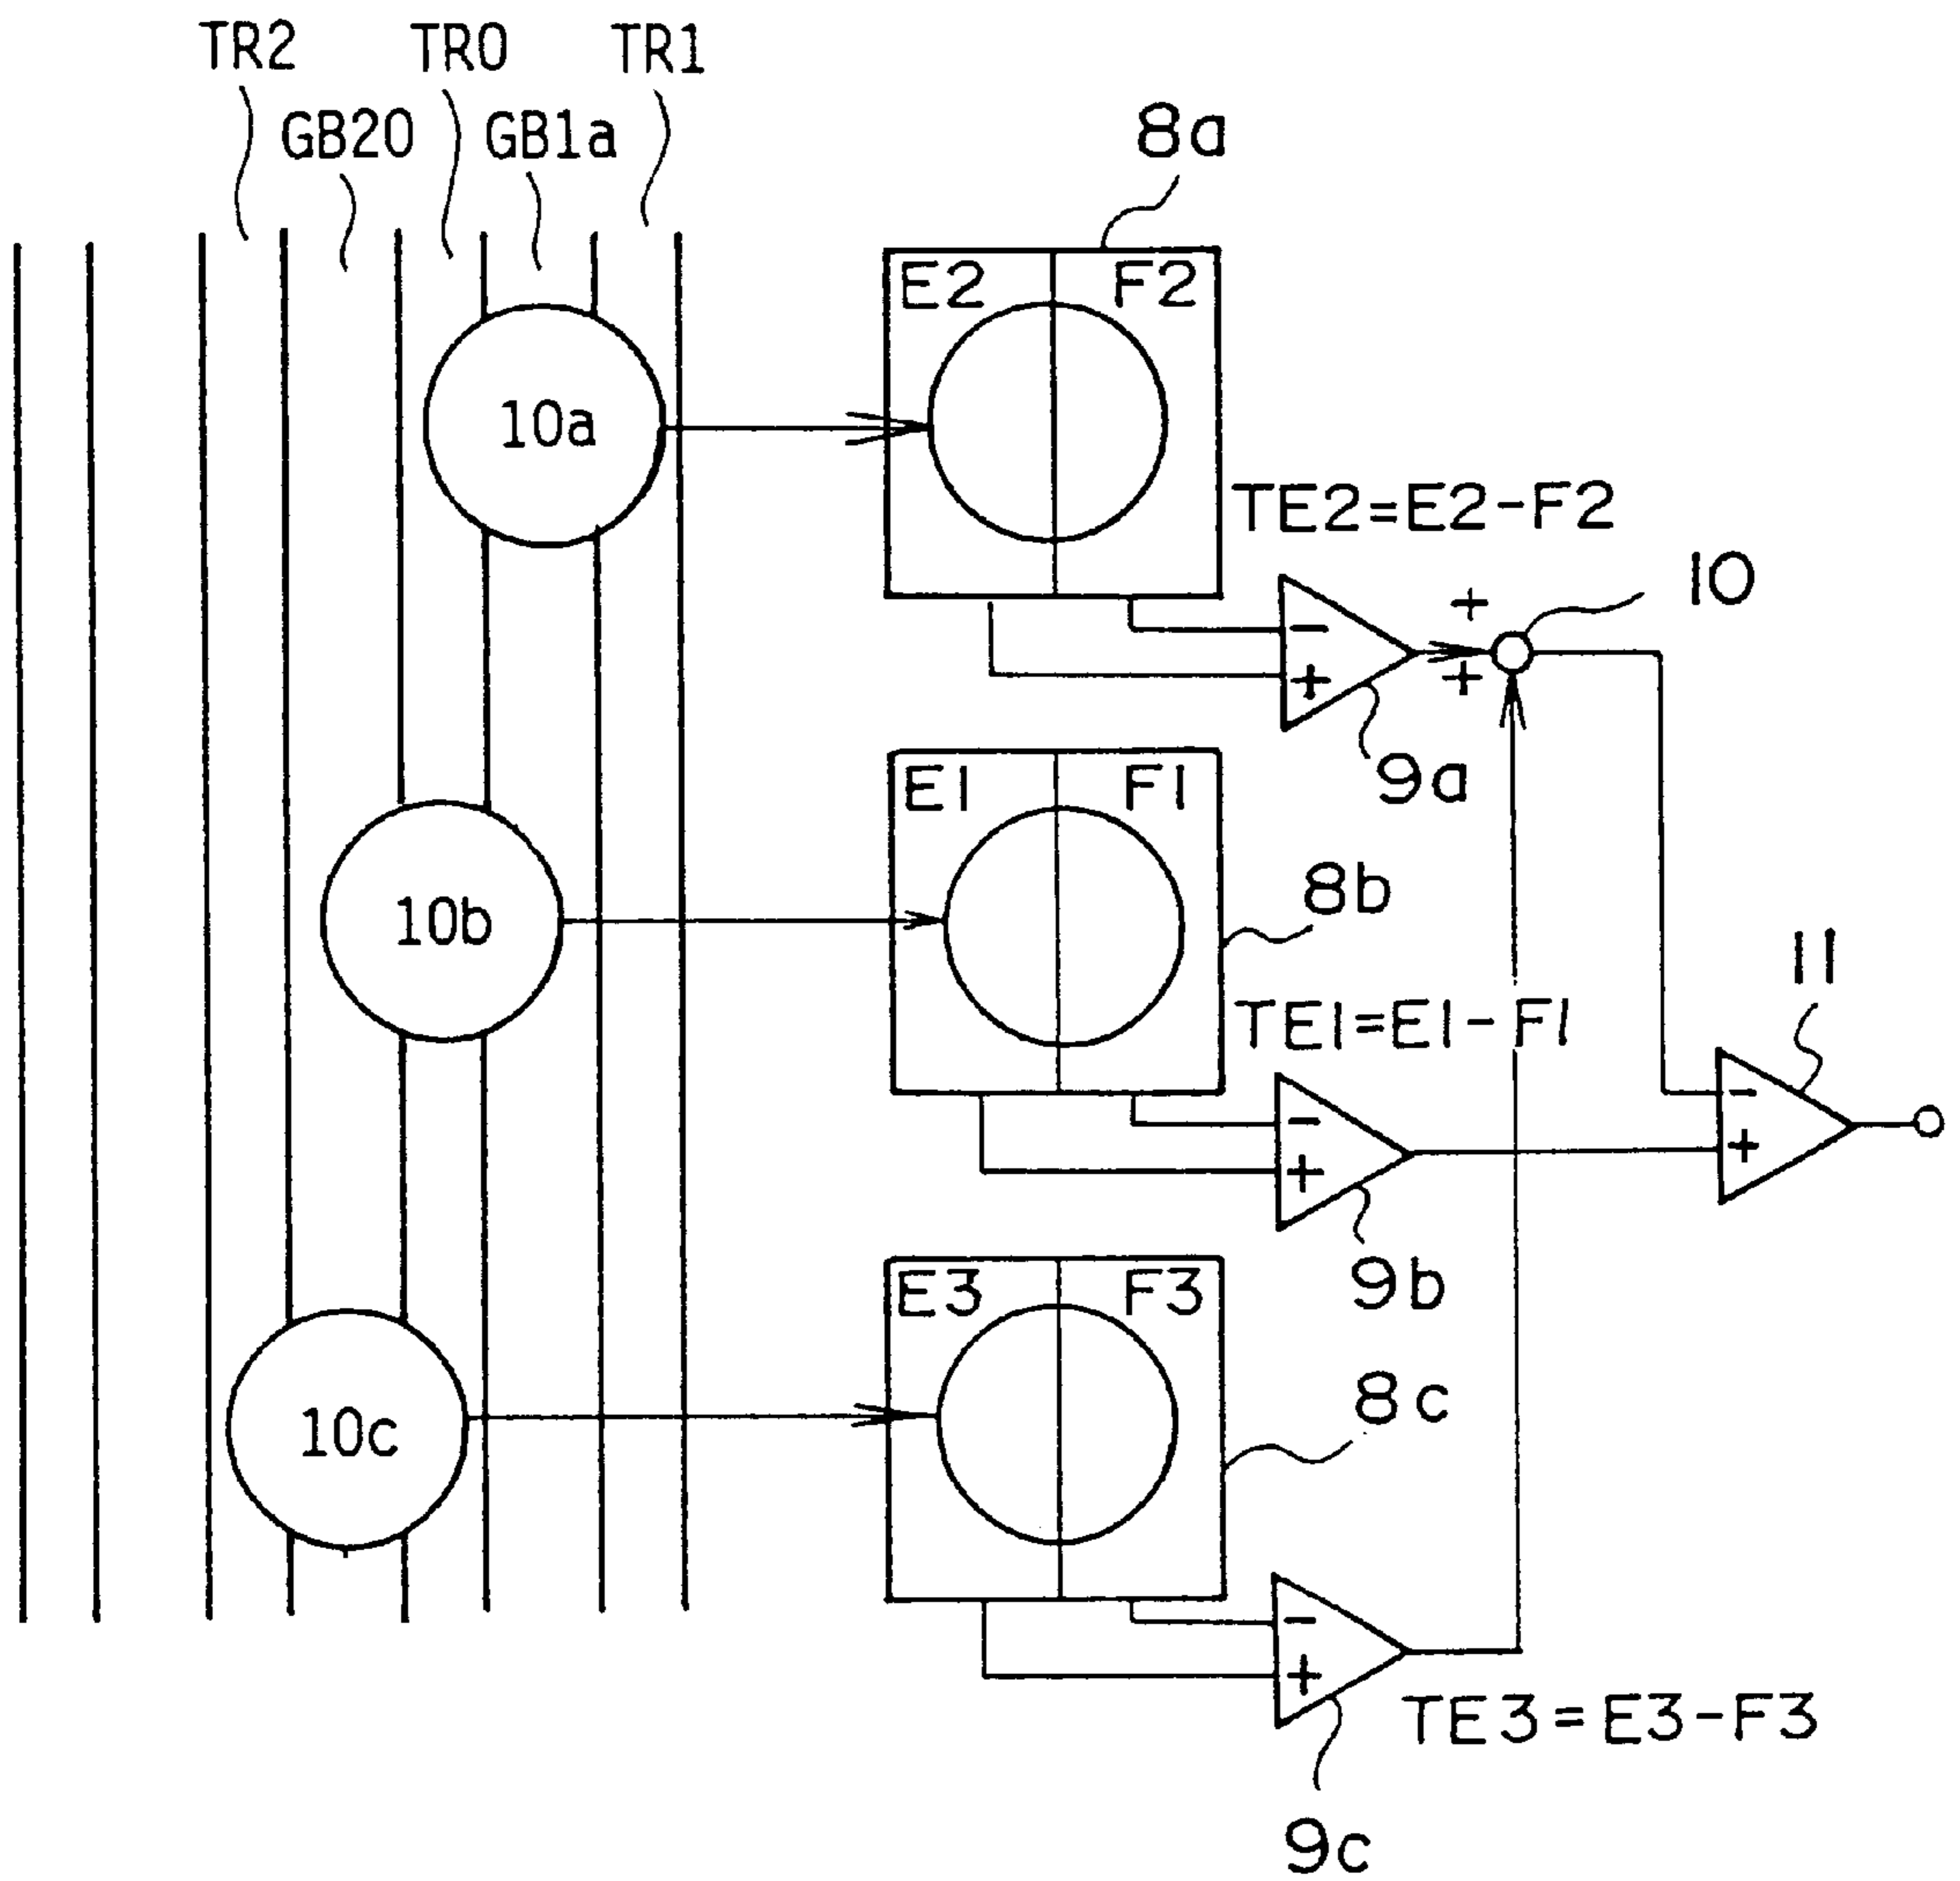 TR2 TR0 TR1
GB20 GB1a
8a
E2 F2
10a
TE2=E2-F2
10
+
- +
+
9a
E1 F1
8b
10b
11
TE1=E1-F1
-
- +
+
9b
E3 F3
8c
10c
-
+
TE3=E3-F3
9c